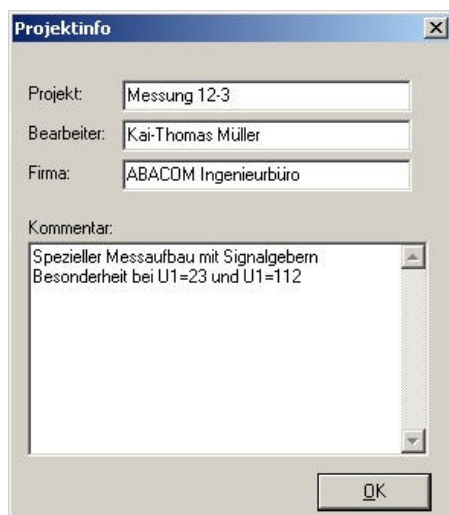 Projektinfo
Projekt: Messung 12-3
Bearbeiter: Kai-Thomas Müller
Firma: ABACOM Ingenieurbüro
Kommentar:
Spezieller Messaufbau mit Signalgebern
Besonderheit bei U1=23 und U1=112
OK